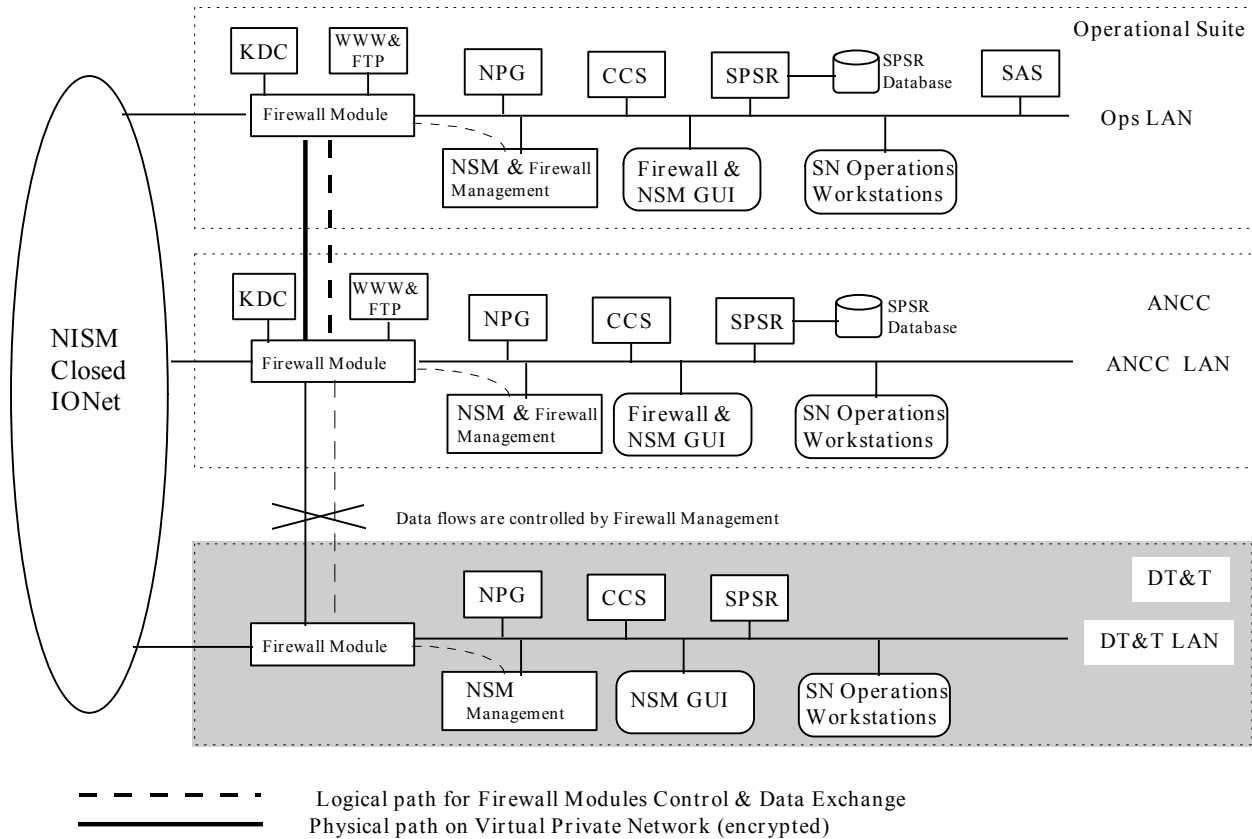 Operational Suite
KDC
WWW&
FTP
NPG
CCS
SPSR
SPSR
Database
SAS
Firewall Module
Ops LAN
NSM & Firewall
Management
Firewall &
NSM GUI
SN Operations
Workstations
NISM
Closed
IONet
KDC
WWW&
FTP
NPG
CCS
SPSR
SPSR
Database
ANCC
Firewall Module
ANCC LAN
NSM & Firewall
Management
Firewall &
NSM GUI
SN Operations
Workstations
Data flows are controlled by Firewall Management
DT&T
NPG
CCS
SPSR
Firewall Module
DT&T LAN
NSM
Management
NSM GUI
SN Operations
Workstations
Logical path for Firewall Modules Control & Data Exchange
Physical path on Virtual Private Network (encrypted)